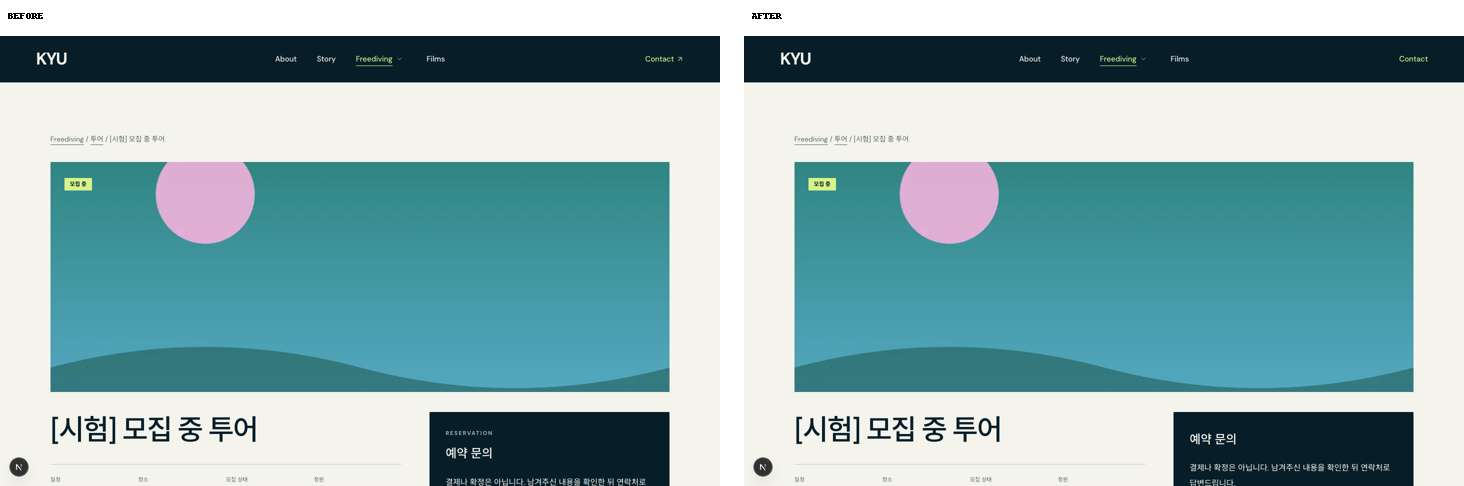 BEFORE
AFTER
KYU
About
Story
Freediving
Films
Contact ↗
Freediving / 투어 / [시험] 모집 중 투어
모집 중
[시험] 모집 중 투어
일정
장소
모집 상태
정원
RESERVATION
예약 문의
결제나 확정은 아닙니다. 남겨주신 내용을 확인한 뒤 연락처로
N
KYU
About
Story
Freediving
Films
Contact
Freediving / 투어 / [시험] 모집 중 투어
모집 중
[시험] 모집 중 투어
일정
장소
모집 상태
정원
예약 문의
결제나 확정은 아닙니다. 남겨주신 내용을 확인한 뒤 연락처로
답변드립니다.
N